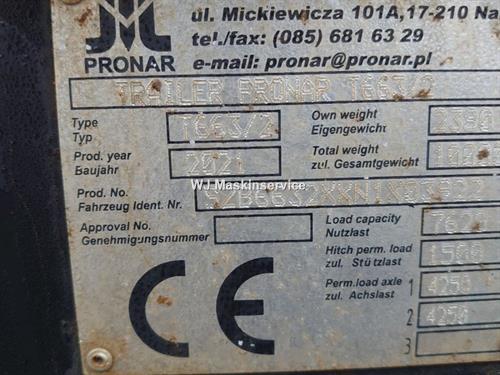 ul. Mickiewicza 101A,17-210 Na
tel./fax: (085) 681 63 29
e-mail: pronar@pronar.pl
PRONAR
TRAILER PRONAR T663/2
Type
Typ
T663/2
Own weight
Eigengewicht
Prod. year
Baujahr
2021
Total weight
zul. Gesamtgewicht
WJ Maskinservice
Prod. No.
Fahrzeug Ident. Nr.
Approval No.
Genehmigungsnummer
Load capacity
Nutzlast
Hitch perm. load
zul. Stützlast
1500
Perm.load axle
zul. Achslast
1 4250
2 4250
3
CE